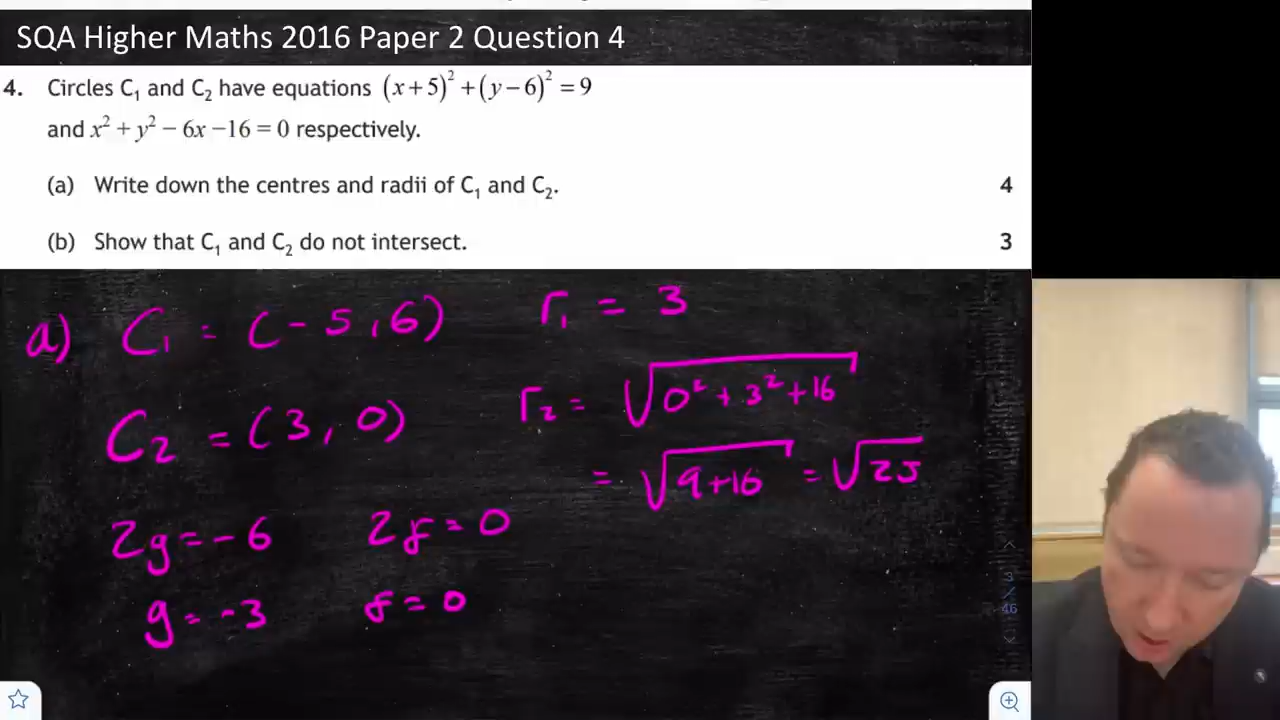 SQA Higher Maths 2016 Paper 2 Question 4
4. Circles C₁ and C₂ have equations (x+5)² + (y−6)² = 9
and x² + y² − 6x − 16 = 0 respectively.
(a) Write down the centres and radii of C₁ and C₂. 4
(b) Show that C₁ and C₂ do not intersect. 3
a) C₁ = (-5, 6) r₁ = 3
C₂ = (3, 0) r₂ = √(0² + 3² + 16)
= √(9+16) = √25
2g = -6 2f = 0
g = -3 f = 0
3
46